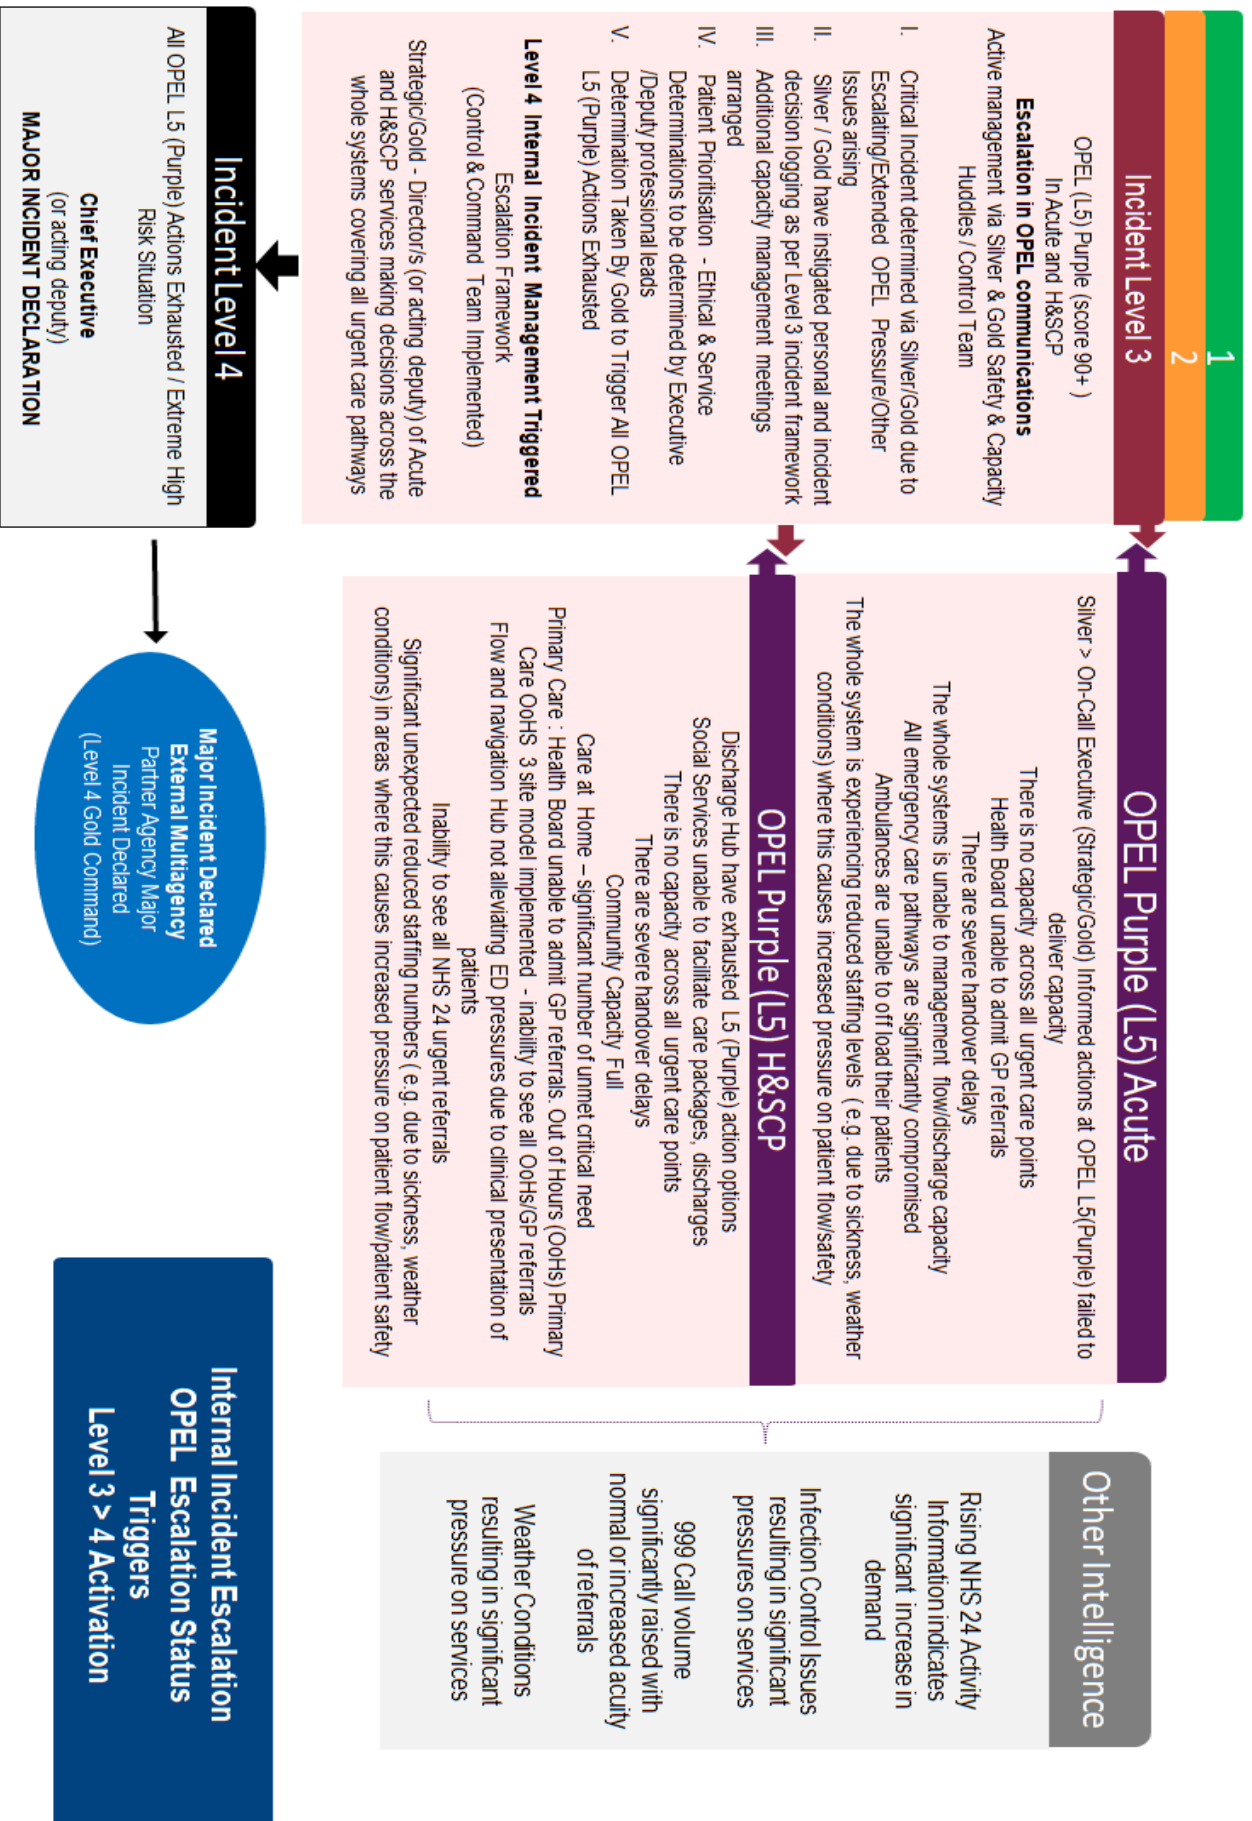 1
2
Incident Level 3
OPEL (L5) Purple (score 90+ )
In Acute and H&SCP
Escalation in OPEL communications
Active management via Silver & Gold Safety & Capacity
Huddles / Control Team
I. Critical Incident determined via Silver/Gold due to
Escalating/Extended OPEL Pressure/Other
Issues arising
II. Silver / Gold have instigated personal and incident
decision logging as per Level 3 incident framework
III. Additional capacity management meetings
arranged
IV. Patient Prioritisation - Ethical & Service
Determinations to be determined by Executive
/Deputy professional leads
V. Determination Taken By Gold to Trigger All OPEL
L5 (Purple) Actions Exhausted
Level 4 Internal Incident Management Triggered
Escalation Framework
(Control & Command Team Implemented)
Strategic/Gold - Director/s (or acting deputy) of Acute
and H&SCP services making decisions across the
whole systems covering all urgent care pathways
Incident Level 4
All OPEL L5 (Purple) Actions Exhausted / Extreme High
Risk Situation
Chief Executive
(or acting deputy)
MAJOR INCIDENT DECLARATION
OPEL Purple (L5) Acute
Silver > On-Call Executive (Strategic/Gold) Informed actions at OPEL L5(Purple) failed to
deliver capacity
There is no capacity across all urgent care points
Health Board unable to admit GP referrals
There are severe handover delays
The whole systems is unable to management flow/discharge capacity
All emergency care pathways are significantly compromised
Ambulances are unable to off load their patients
The whole system is experiencing reduced staffing levels ( e.g. due to sickness, weather
conditions) where this causes increased pressure on patient flow/safety
OPEL Purple (L5) H&SCP
Discharge Hub have exhausted L5 (Purple) action options
Social Services unable to facilitate care packages, discharges
There is no capacity across all urgent care points
There are severe handover delays
Community Capacity Full
Care at Home – significant number of unmet critical need
Primary Care : Health Board unable to admit GP referrals. Out of Hours (OoHs) Primary
Care OoHS 3 site model implemented - inability to see all OoHs/GP referrals
Flow and navigation Hub not alleviating ED pressures due to clinical presentation of
patients
Inability to see all NHS 24 urgent referrals
Significant unexpected reduced staffing numbers ( e.g. due to sickness, weather
conditions) in areas where this causes increased pressure on patient flow/patient safety
Major Incident Declared
External Multiagency
Partner Agency Major
Incident Declared
(Level 4 Gold Command)
Other Intelligence
Rising NHS 24 Activity
Information indicates
significant increase in
demand
Infection Control Issues
resulting in significant
pressures on services
999 Call volume
significantly raised with
normal or increased acuity
of referrals
Weather Conditions
resulting in significant
pressure on services
Internal Incident Escalation
OPEL Escalation Status
Triggers
Level 3 > 4 Activation